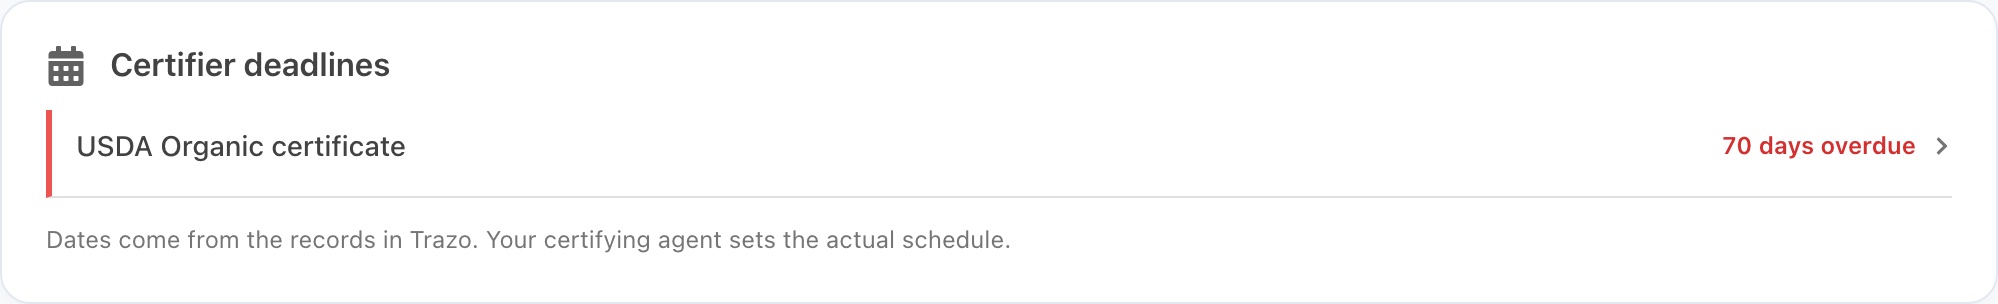 Certifier deadlines
USDA Organic certificate
70 days overdue
Dates come from the records in Trazo. Your certifying agent sets the actual schedule.